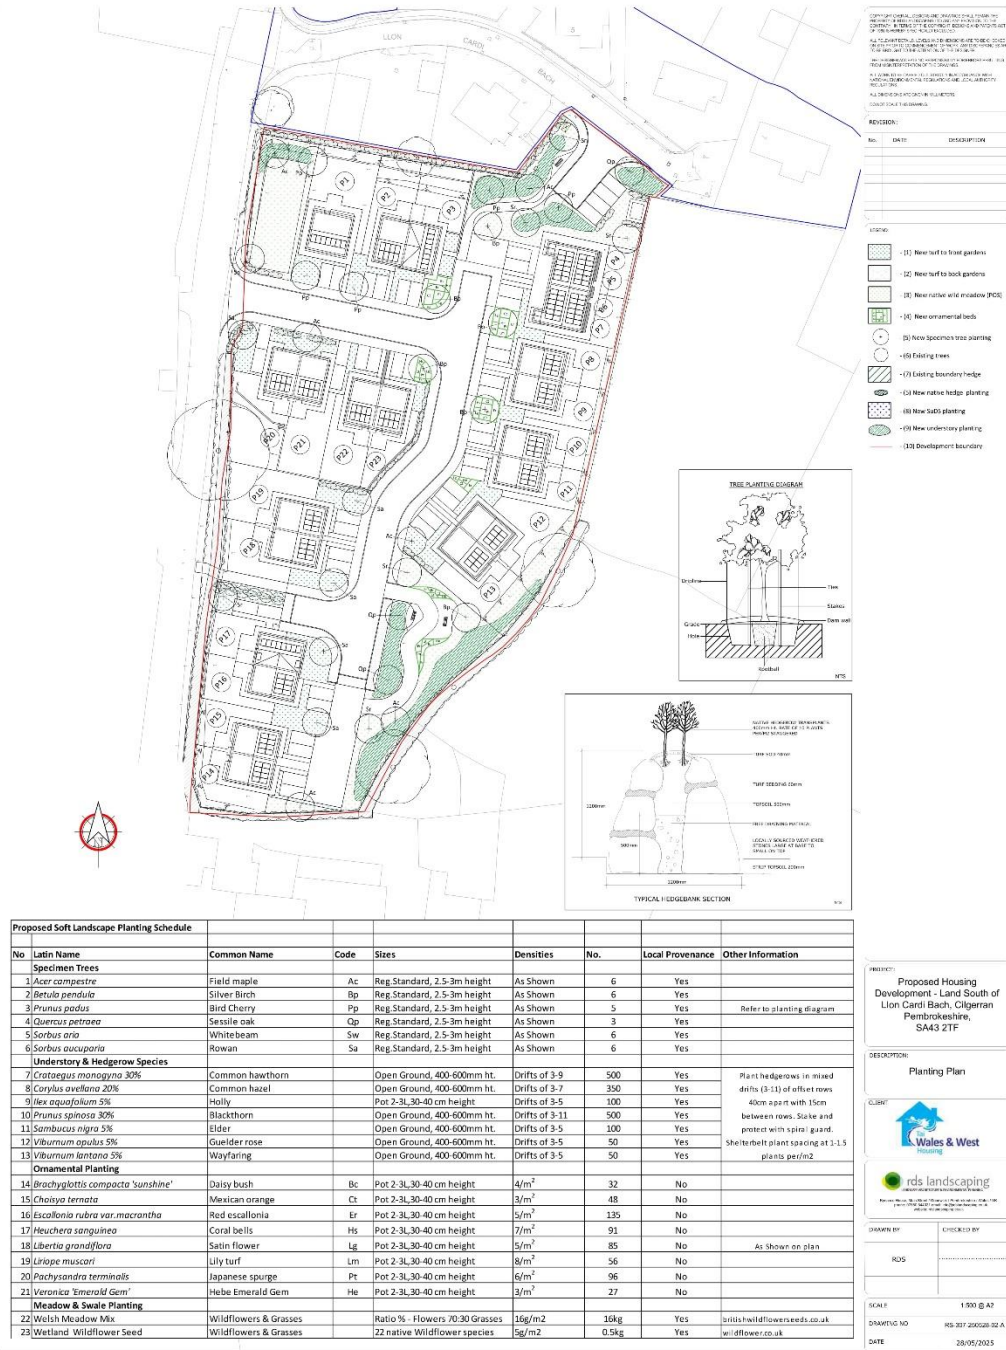 LLON
CARDI
EACH
REVISION:
No. DATE DESCRIPTION
LEGEND:
- (1) New turf to front gardens
- (2) New turf to back gardens
- (3) New native wild meadow (POS)
- (4) New ornamental beds
(5) New Specimen tree planting
- (6) Existing trees
- (7) Existing boundary hedge
- (5) New native hedge planting
- (8) New SuDS planting
- (9) New understory planting
- (10) Development boundary
P1
P2
P3
P4
P5
P6
P7
P8
P9
P10
P11
P12
P13
P14
P15
P16
P17
P18
P19
P20
P21
P22
P23
TREE PLANTING DIAGRAM
Dripline
Ties
Stakes
Dam wall
Grade
Hole
Rootball
NTS
TURF BEDDING
TOPSOIL 300mm
LOCALLY SOURCED WEATHERED
STRIP TOPSOIL 200mm
1200mm
500mm
1200mm
TYPICAL HEDGEBANK SECTION
Proposed Soft Landscape Planting Schedule
No Latin Name Common Name Code Sizes Densities No. Local Provenance Other Information
Specimen Trees
1 Acer campestre Field maple Ac Reg.Standard, 2.5-3m height As Shown 6 Yes
2 Betula pendula Silver Birch Bp Reg.Standard, 2.5-3m height As Shown 6 Yes
3 Prunus padus Bird Cherry Pp Reg.Standard, 2.5-3m height As Shown 5 Yes Refer to planting diagram
4 Quercus petraea Sessile oak Qp Reg.Standard, 2.5-3m height As Shown 3 Yes
5 Sorbus aria Whitebeam Sw Reg.Standard, 2.5-3m height As Shown 6 Yes
6 Sorbus aucuparia Rowan Sa Reg.Standard, 2.5-3m height As Shown 6 Yes
Understory & Hedgerow Species
7 Crataegus monogyna 30% Common hawthorn Open Ground, 400-600mm ht. Drifts of 3-9 500 Yes Plant hedgerows in mixed
8 Corylus avellana 20% Common hazel Open Ground, 400-600mm ht. Drifts of 3-7 350 Yes drifts (3-11) of offset rows
9 Ilex aquafolium 5% Holly Pot 2-3L,30-40 cm height Drifts of 3-5 100 Yes 40cm apart with 15cm
10 Prunus spinosa 30% Blackthorn Open Ground, 400-600mm ht. Drifts of 3-11 500 Yes between rows. Stake and
11 Sambucus nigra 5% Elder Open Ground, 400-600mm ht. Drifts of 3-5 100 Yes protect with spiral guard.
12 Viburnum opulus 5% Guelder rose Open Ground, 400-600mm ht. Drifts of 3-5 50 Yes Shelterbelt plant spacing at 1-1.5
13 Viburnum lantana 5% Wayfaring Open Ground, 400-600mm ht. Drifts of 3-5 50 Yes plants per/m2
Ornamental Planting
14 Brachyglottis compacta 'sunshine' Daisy bush Bc Pot 2-3L,30-40 cm height 4/m² 32 No
15 Choisya ternata Mexican orange Ct Pot 2-3L,30-40 cm height 3/m² 48 No
16 Escallonia rubra var.macrantha Red escallonia Er Pot 2-3L,30-40 cm height 5/m² 135 No
17 Heuchera sanguinea Coral bells Hs Pot 2-3L,30-40 cm height 7/m² 91 No
18 Libertia grandiflora Satin flower Lg Pot 2-3L,30-40 cm height 5/m² 85 No As Shown on plan
19 Liriope muscari Lily turf Lm Pot 2-3L,30-40 cm height 8/m² 56 No
20 Pachysandra terminalis Japanese spurge Pt Pot 2-3L,30-40 cm height 6/m² 96 No
21 Veronica 'Emerald Gem' Hebe Emerald Gem He Pot 2-3L,30-40 cm height 3/m² 27 No
Meadow & Swale Planting
22 Welsh Meadow Mix Wildflowers & Grasses Ratio % - Flowers 70:30 Grasses 16g/m2 16kg Yes britishwildflowerseeds.co.uk
23 Wetland Wildflower Seed Wildflowers & Grasses 22 native Wildflower species 5g/m2 0.5kg Yes wildflower.co.uk
PROJECT:
Proposed Housing
Development - Land South of
Llon Cardi Bach, Cilgerran
Pembrokeshire,
SA43 2TF
DESCRIPTION:
Planting Plan
CLIENT
Tai
Wales & West
Housing
rds landscaping
DRAWN BY CHECKED BY
RDS
SCALE 1:500 @ A2
DRAWING NO RS-307 250528-02 A
DATE 28/05/2025